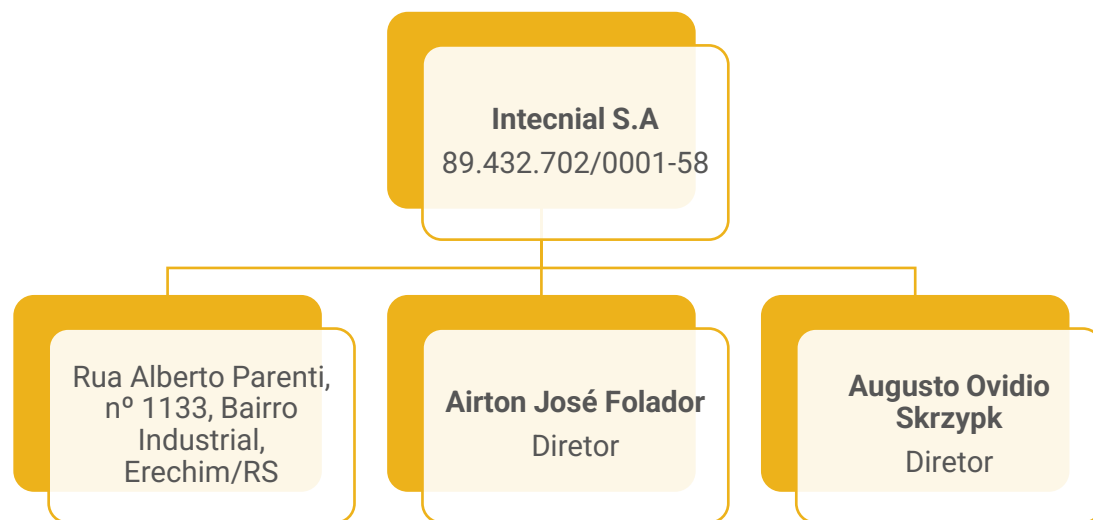 Intecnial S.A
89.432.702/0001-58
Rua Alberto Parenti,
nº 1133, Bairro
Industrial,
Erechim/RS
Airton José Folador
Diretor
Augusto Ovidio
Skrzypk
Diretor